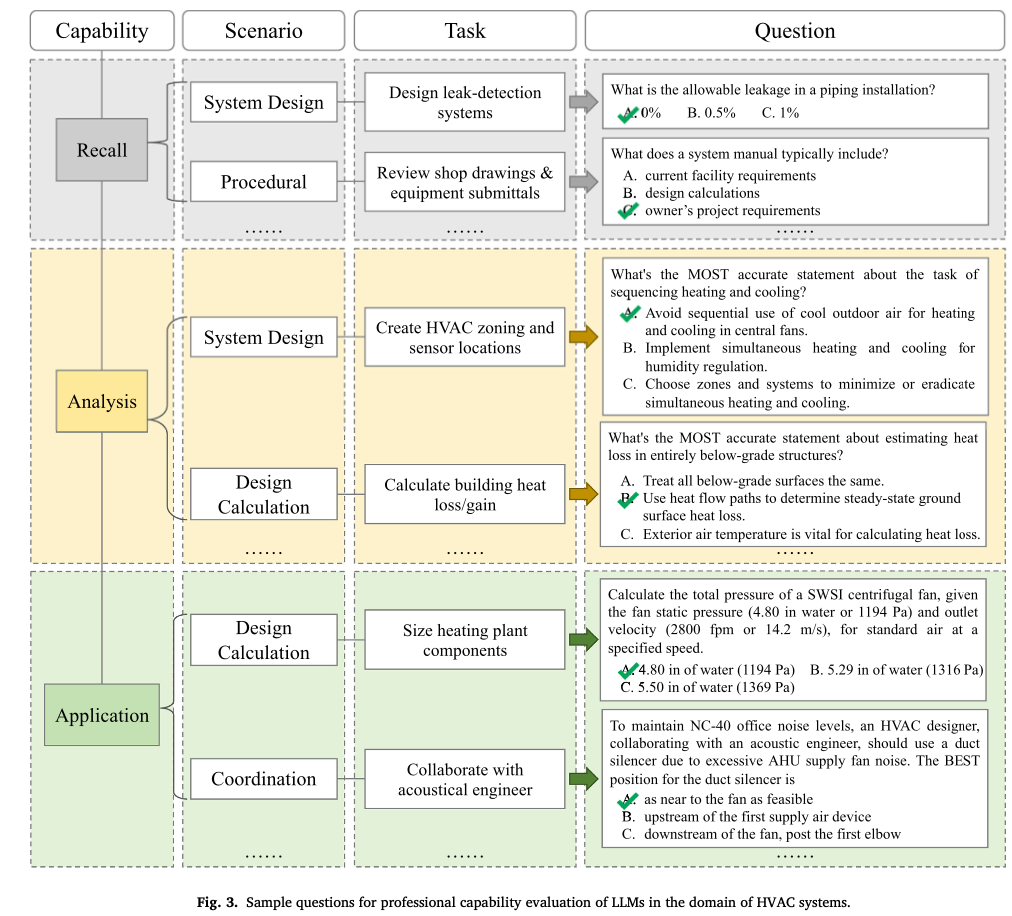 Capability
Scenario
Task
Question
Recall
System Design
Design leak-detection
systems
What is the allowable leakage in a piping installation?
A. 0% B. 0.5% C. 1%
Procedural
Review shop drawings &
equipment submittals
What does a system manual typically include?
A. current facility requirements
B. design calculations
C. owner's project requirements
......
......
......
Analysis
System Design
Create HVAC zoning and
sensor locations
What's the MOST accurate statement about the task of
sequencing heating and cooling?
A. Avoid sequential use of cool outdoor air for heating
and cooling in central fans.
B. Implement simultaneous heating and cooling for
humidity regulation.
C. Choose zones and systems to minimize or eradicate
simultaneous heating and cooling.
Design
Calculation
Calculate building heat
loss/gain
What's the MOST accurate statement about estimating heat
loss in entirely below-grade structures?
A. Treat all below-grade surfaces the same.
B. Use heat flow paths to determine steady-state ground
surface heat loss.
C. Exterior air temperature is vital for calculating heat loss.
......
......
......
Application
Design
Calculation
Size heating plant
components
Calculate the total pressure of a SWSI centrifugal fan, given
the fan static pressure (4.80 in water or 1194 Pa) and outlet
velocity (2800 fpm or 14.2 m/s), for standard air at a
specified speed.
A. 4.80 in of water (1194 Pa) B. 5.29 in of water (1316 Pa)
C. 5.50 in of water (1369 Pa)
Coordination
Collaborate with
acoustical engineer
To maintain NC-40 office noise levels, an HVAC designer,
collaborating with an acoustic engineer, should use a duct
silencer due to excessive AHU supply fan noise. The BEST
position for the duct silencer is
A. as near to the fan as feasible
B. upstream of the first supply air device
C. downstream of the fan, post the first elbow
......
......
......
Fig. 3. Sample questions for professional capability evaluation of LLMs in the domain of HVAC systems.